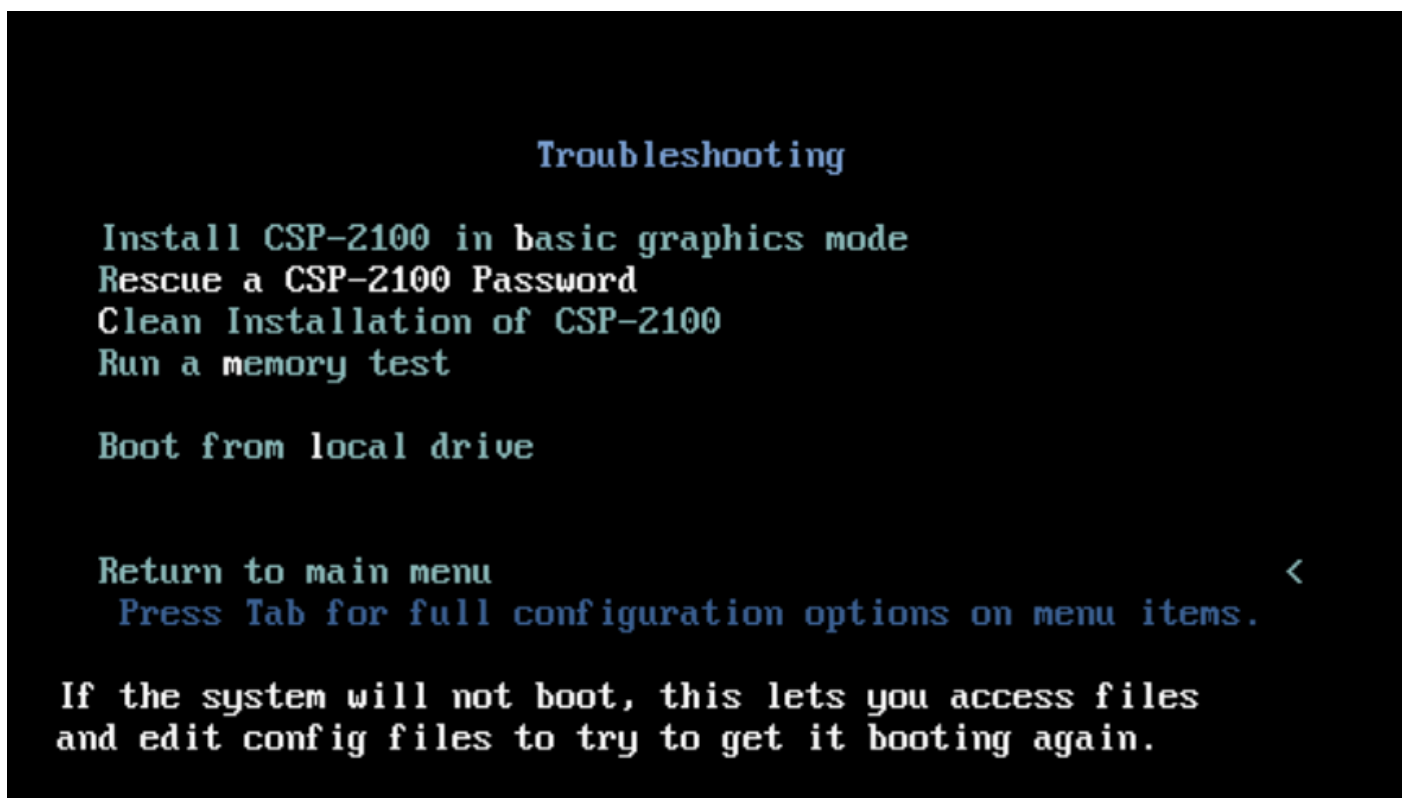 Troubleshooting
Install CSP-2100 in basic graphics mode
Rescue a CSP-2100 Password
Clean Installation of CSP-2100
Run a memory test
Boot from local drive
Return to main menu <
Press Tab for full configuration options on menu items.
If the system will not boot, this lets you access files
and edit config files to try to get it booting again.